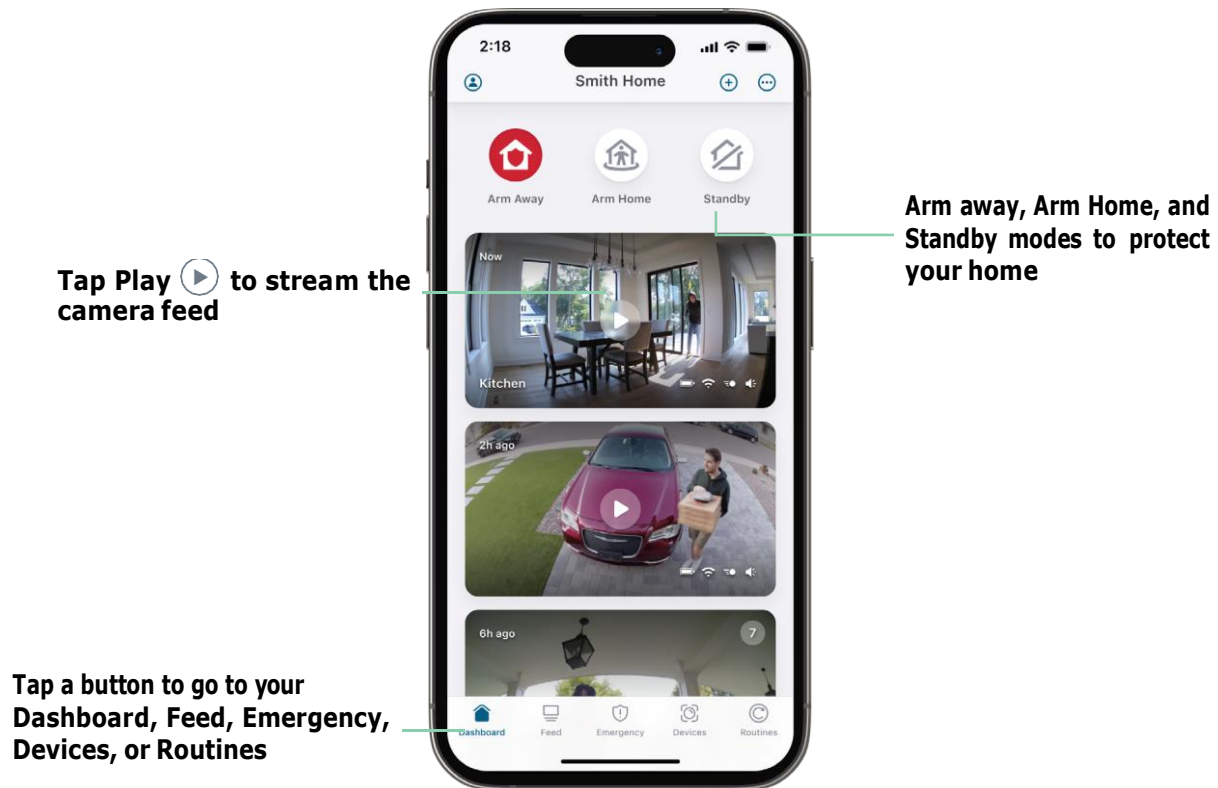 2:18
Smith Home
Arm Away
Arm Home
Standby
Arm away, Arm Home, and
Standby modes to protect
your home
Now
Tap Play to stream the
camera feed
Kitchen
2h ago
6h ago
7
Tap a button to go to your
Dashboard, Feed, Emergency,
Devices, or Routines
Dashboard
Feed
Emergency
Devices
Routines